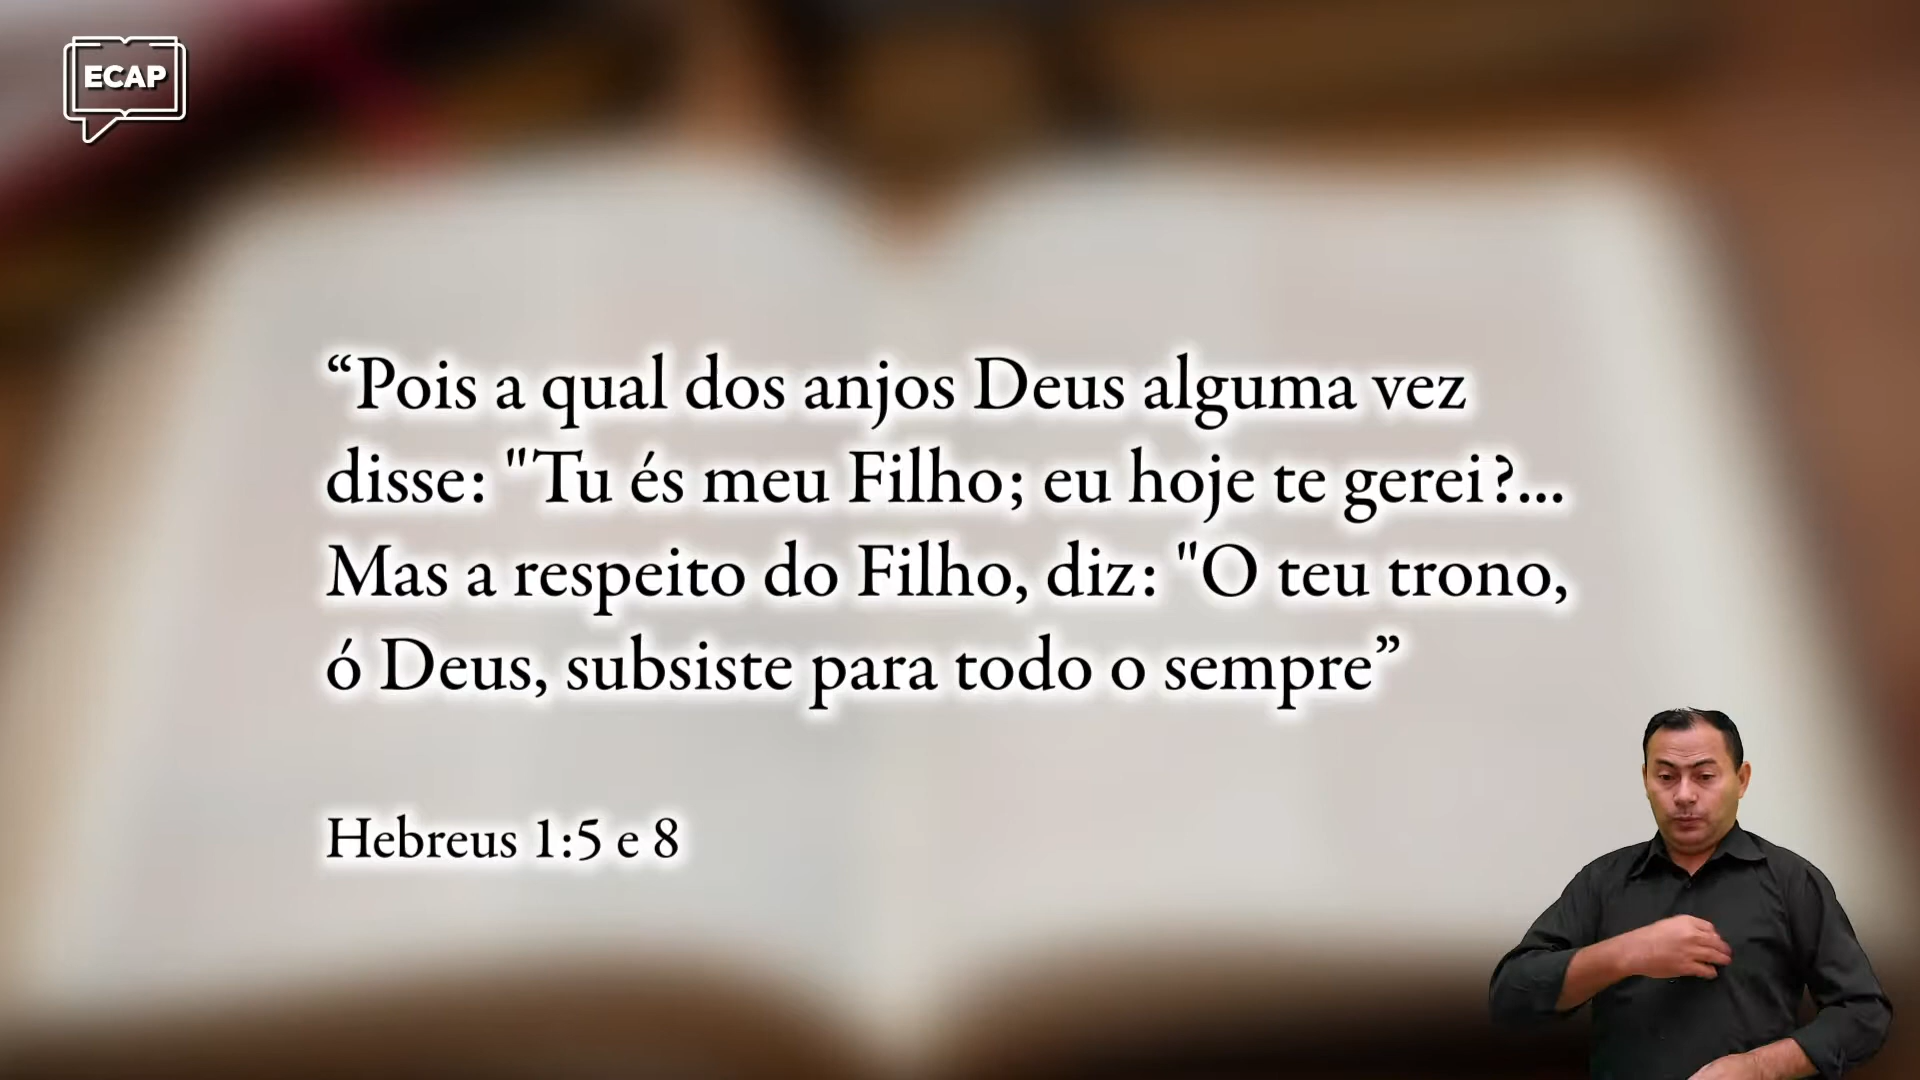 ECAP
“Pois a qual dos anjos Deus alguma vez
disse: "Tu és meu Filho; eu hoje te gerei?...
Mas a respeito do Filho, diz: "O teu trono,
ó Deus, subsiste para todo o sempre”
Hebreus 1:5 e 8